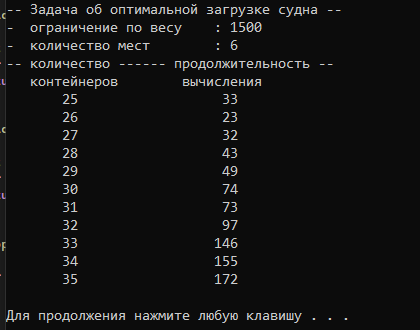 -- Задача об оптимальной загрузке судна --
- ограничение по весу : 1500
- количество мест : 6
-- количество ------ продолжительность --
контейнеров вычисления
25 33
26 23
27 32
28 43
29 49
30 74
31 73
32 97
33 146
34 155
35 172
Для продолжения нажмите любую клавишу . . .